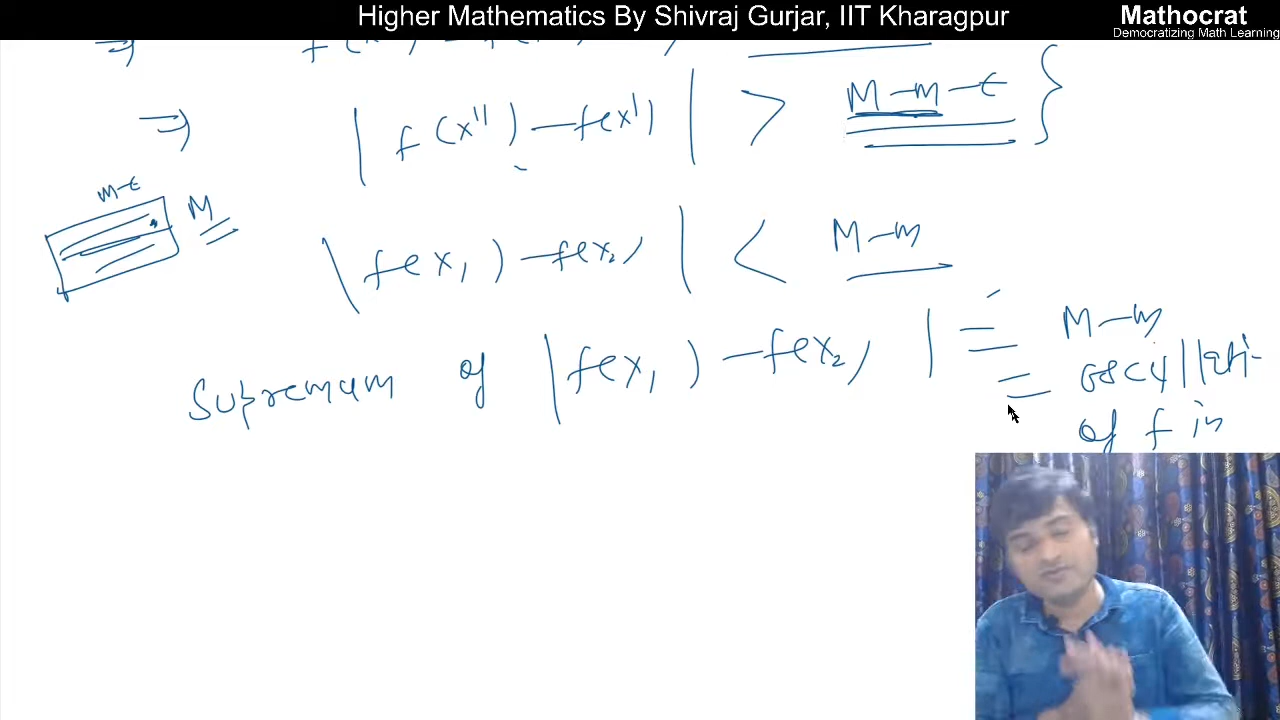 Higher Mathematics By Shivraj Gurjar, IIT Kharagpur
Mathocrat
Democratizing Math Learning
⇒
⇒ | f(x'') - f(x') | > M-m-ϵ }
m-ϵ
M
| f(x₁) - f(x₂) | < M-m
Supremum of | f(x₁) - f(x₂) | = M-m
=
of f in